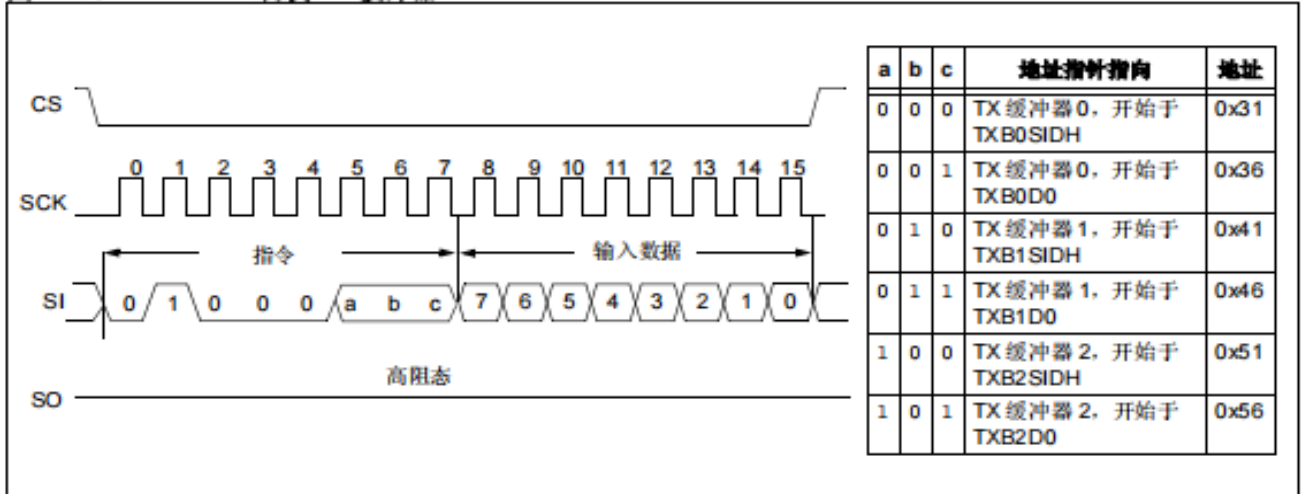 CS
0 1 2 3 4 5 6 7 8 9 10 11 12 13 14 15
SCK
指令 输入数据
SI 0 1 0 0 0 a b c 7 6 5 4 3 2 1 0
高阻态
SO
a b c 地址指针指向 地址
0 0 0 TX 缓冲器 0，开始于 0x31
TXB0SIDH
0 0 1 TX 缓冲器 0，开始于 0x36
TXB0D0
0 1 0 TX 缓冲器 1，开始于 0x41
TXB1SIDH
0 1 1 TX 缓冲器 1，开始于 0x46
TXB1D0
1 0 0 TX 缓冲器 2，开始于 0x51
TXB2SIDH
1 0 1 TX 缓冲器 2，开始于 0x56
TXB2D0